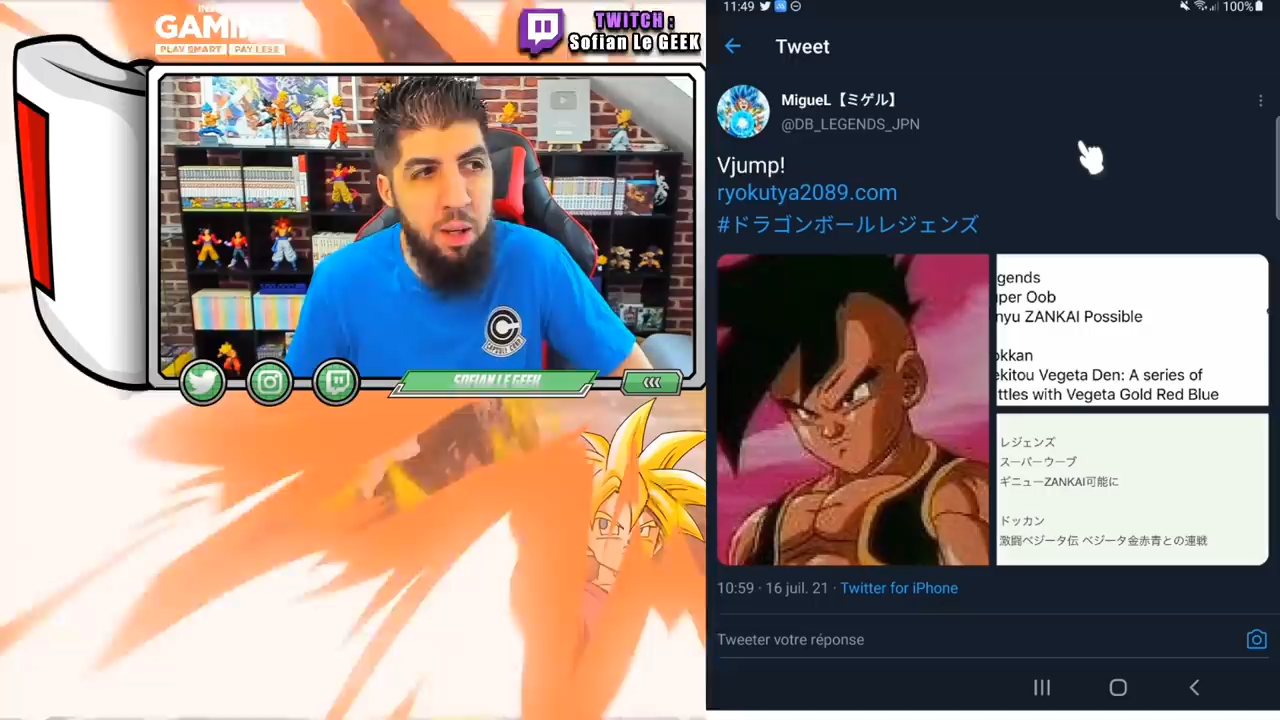 GAMING
PLAY SMART PAY LESS
TWITCH :
Sofian Le GEEK
CAPSULE CORP
SOFIAN LE GEEK
11:49
100%
Tweet
MigueL【ミゲル】
@DB_LEGENDS_JPN
Vjump!
ryokutya2089.com
#ドラゴンボールレジェンズ
gends
per Oob
nyu ZANKAI Possible
okkan
ekitou Vegeta Den: A series of
ttles with Vegeta Gold Red Blue
レジェンズ
スーパーウーブ
ギニューZANKAI可能に
ドッカン
激闘ベジータ伝 ベジータ金赤青との連戦
10:59 · 16 juil. 21 · Twitter for iPhone
Tweeter votre réponse